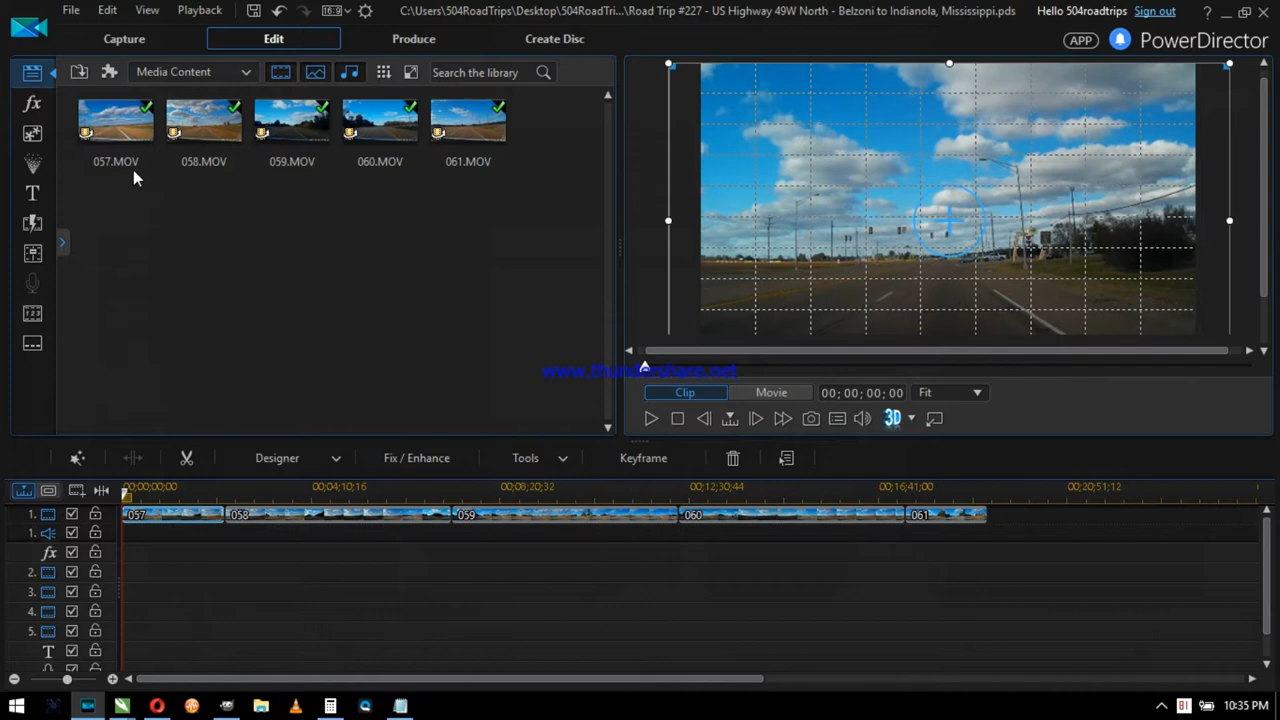 File Edit View Playback 16:9 C:\Users\504RoadTrips\Desktop\504RoadTri...\Road Trip #227 - US Highway 49W North - Belzoni to Indianola, Mississippi.pds Hello 504roadtrips Sign out ?
Capture Edit Produce Create Disc APP PowerDirector
Media Content Search the library
fx
057.MOV 058.MOV 059.MOV 060.MOV 061.MOV
T
www.thundershare.net
Clip Movie 00; 00; 00; 00 Fit
3D
Designer Fix / Enhance Tools Keyframe
00;00;00;00 00;04;10;16 00;08;20;32 00;12;30;44 00;16;41;00 00;20;51;12
1. 057 058 059 060 061
1.
fx
2.
3.
4.
5.
T
10:35 PM